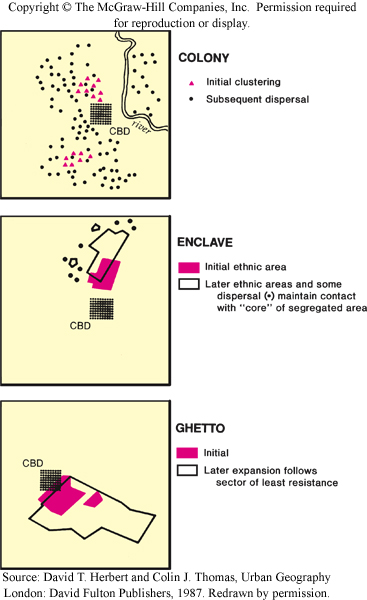 Copyright © The McGraw-Hill Companies, Inc. Permission required
for reproduction or display.
COLONY
Initial clustering
Subsequent dispersal
CBD
river
ENCLAVE
Initial ethnic area
Later ethnic areas and some
dispersal (•) maintain contact
with "core" of segregated area
CBD
GHETTO
Initial
Later expansion follows
sector of least resistance
CBD
Source: David T. Herbert and Colin J. Thomas, Urban Geography
London: David Fulton Publishers, 1987. Redrawn by permission.